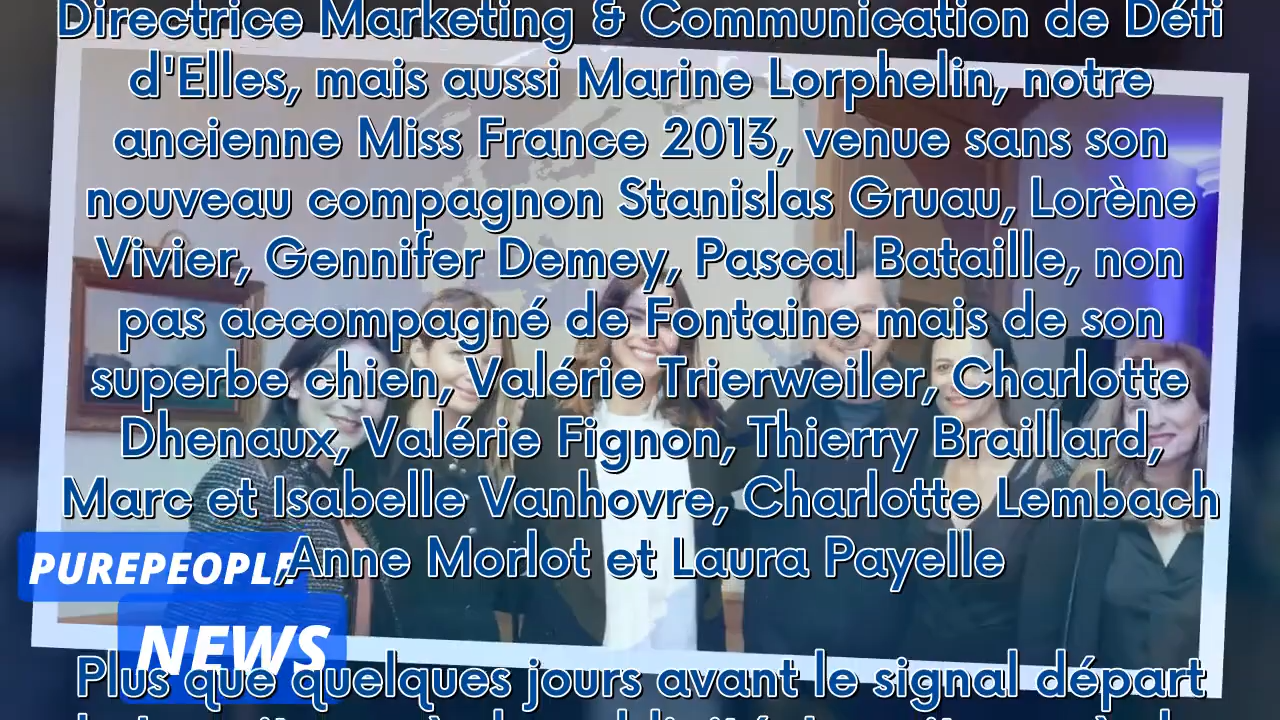 Directrice Marketing & Communication de Défi
d'Elles, mais aussi Marine Lorphelin, notre
ancienne Miss France 2013, venue sans son
nouveau compagnon Stanislas Gruau, Lorène
Vivier, Gennifer Demey, Pascal Bataille, non
pas accompagné de Fontaine mais de son
superbe chien, Valérie Trierweiler, Charlotte
Dhenaux, Valérie Fignon, Thierry Braillard,
Marc et Isabelle Vanhovre, Charlotte Lembach
,Anne Morlot et Laura Payelle
PUREPEOPLE
NEWS
Plus que quelques jours avant le signal départ